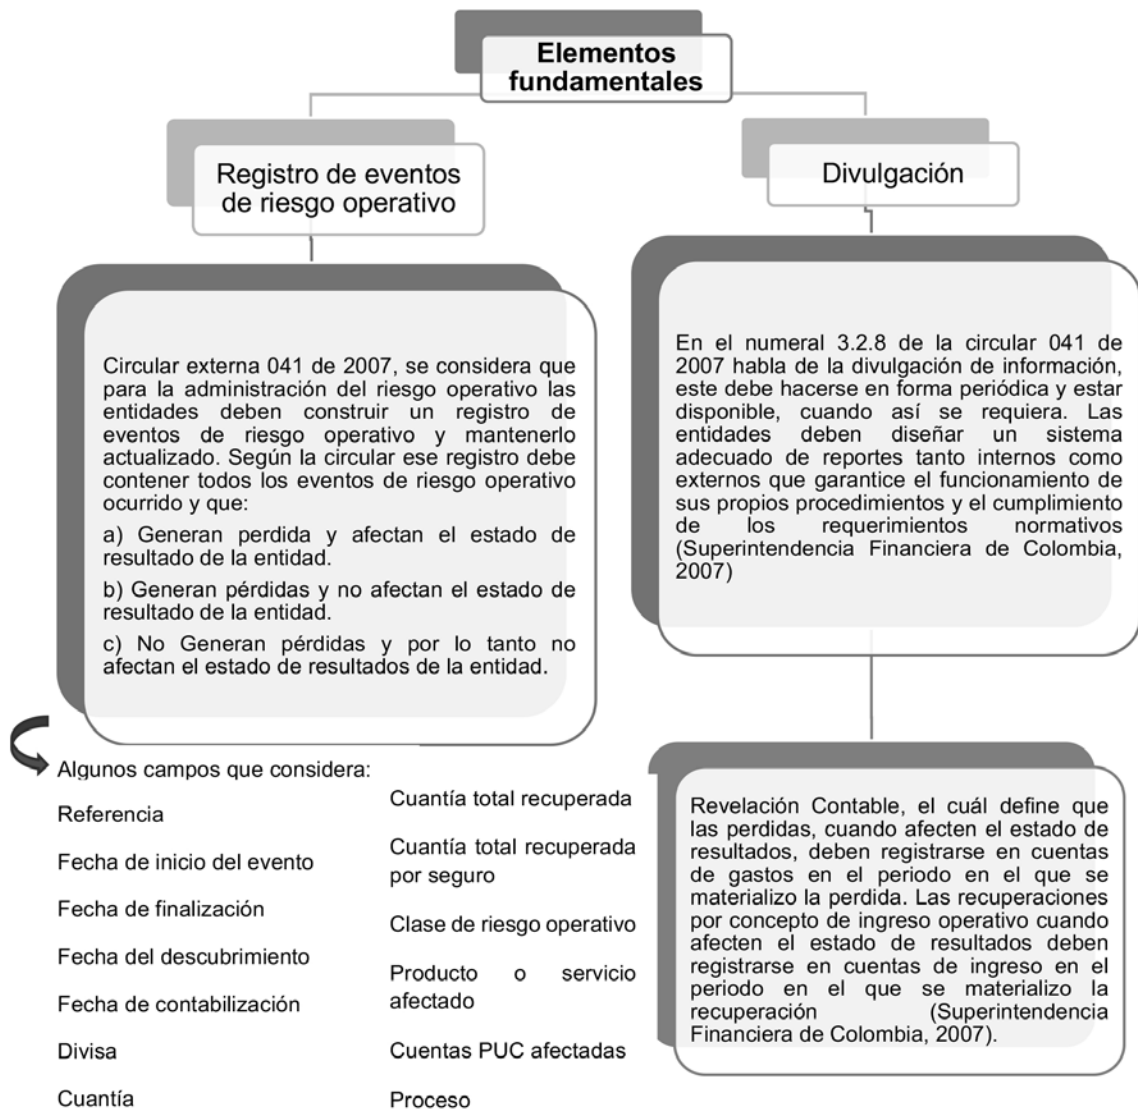 Elementos
fundamentales
Registro de eventos
de riesgo operativo
Circular externa 041 de 2007, se considera que
para la administración del riesgo operativo las
entidades deben construir un registro de
eventos de riesgo operativo y mantenerlo
actualizado. Según la circular ese registro debe
contener todos los eventos de riesgo operativo
ocurrido y que:
a) Generan perdida y afectan el estado de
resultado de la entidad.
b) Generan pérdidas y no afectan el estado de
resultado de la entidad.
c) No Generan pérdidas y por lo tanto no
afectan el estado de resultados de la entidad.
Algunos campos que considera:
Referencia
Fecha de inicio del evento
Fecha de finalización
Fecha del descubrimiento
Fecha de contabilización
Divisa
Cuantía
Cuantía total recuperada
Cuantía total recuperada
por seguro
Clase de riesgo operativo
Producto o servicio
afectado
Cuentas PUC afectadas
Proceso
Divulgación
En el numeral 3.2.8 de la circular 041 de
2007 habla de la divulgación de información,
este debe hacerse en forma periódica y estar
disponible, cuando así se requiera. Las
entidades deben diseñar un sistema
adecuado de reportes tanto internos como
externos que garantice el funcionamiento de
sus propios procedimientos y el cumplimiento
de los requerimientos normativos
(Superintendencia Financiera de Colombia,
2007)
Revelación Contable, el cuál define que
las perdidas, cuando afecten el estado de
resultados, deben registrarse en cuentas
de gastos en el periodo en el que se
materializo la perdida. Las recuperaciones
por concepto de ingreso operativo cuando
afecten el estado de resultados deben
registrarse en cuentas de ingreso en el
periodo en el que se materializo la
recuperación (Superintendencia
Financiera de Colombia, 2007).